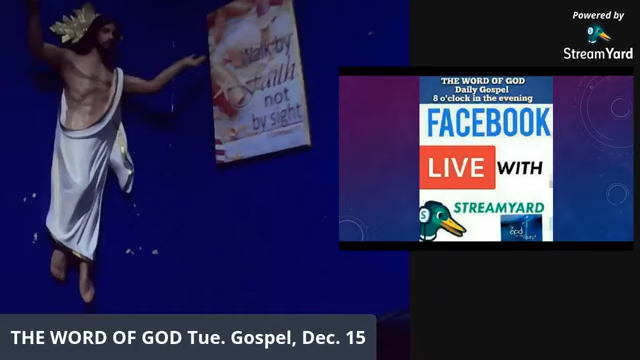 Powered by
StreamYard
Walk by
Faith
not
by sight
THE WORD OF GOD
Daily Gospel
8 o'clock in the evening
FACEBOOK
LIVE WITH
STREAMYARD
THE WORD OF GOD Tue. Gospel, Dec. 15